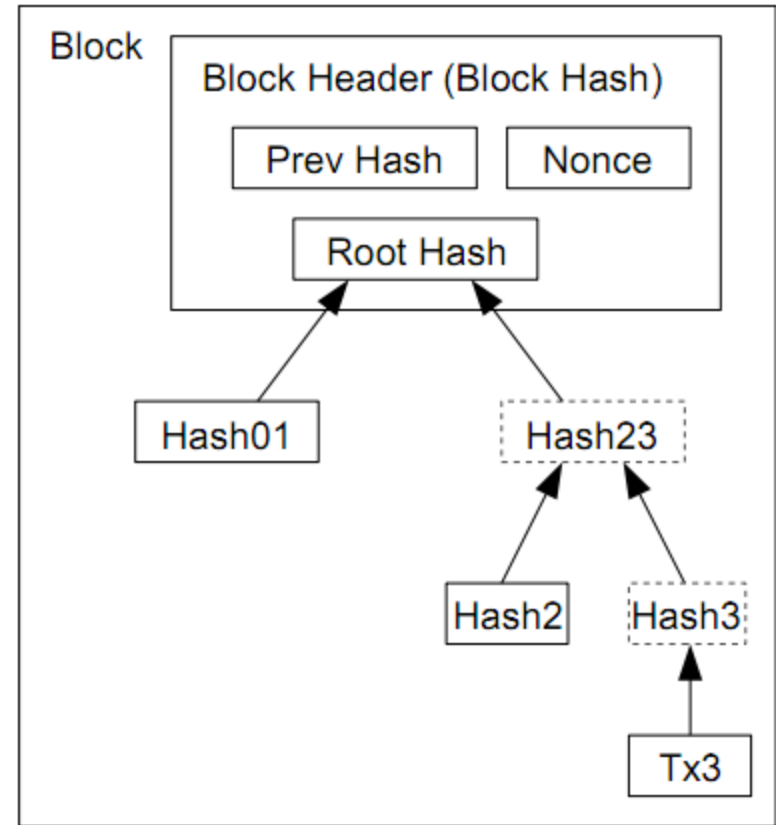 Block
Block Header (Block Hash)
Prev Hash
Nonce
Root Hash
Hash01
Hash23
Hash2
Hash3
Tx3